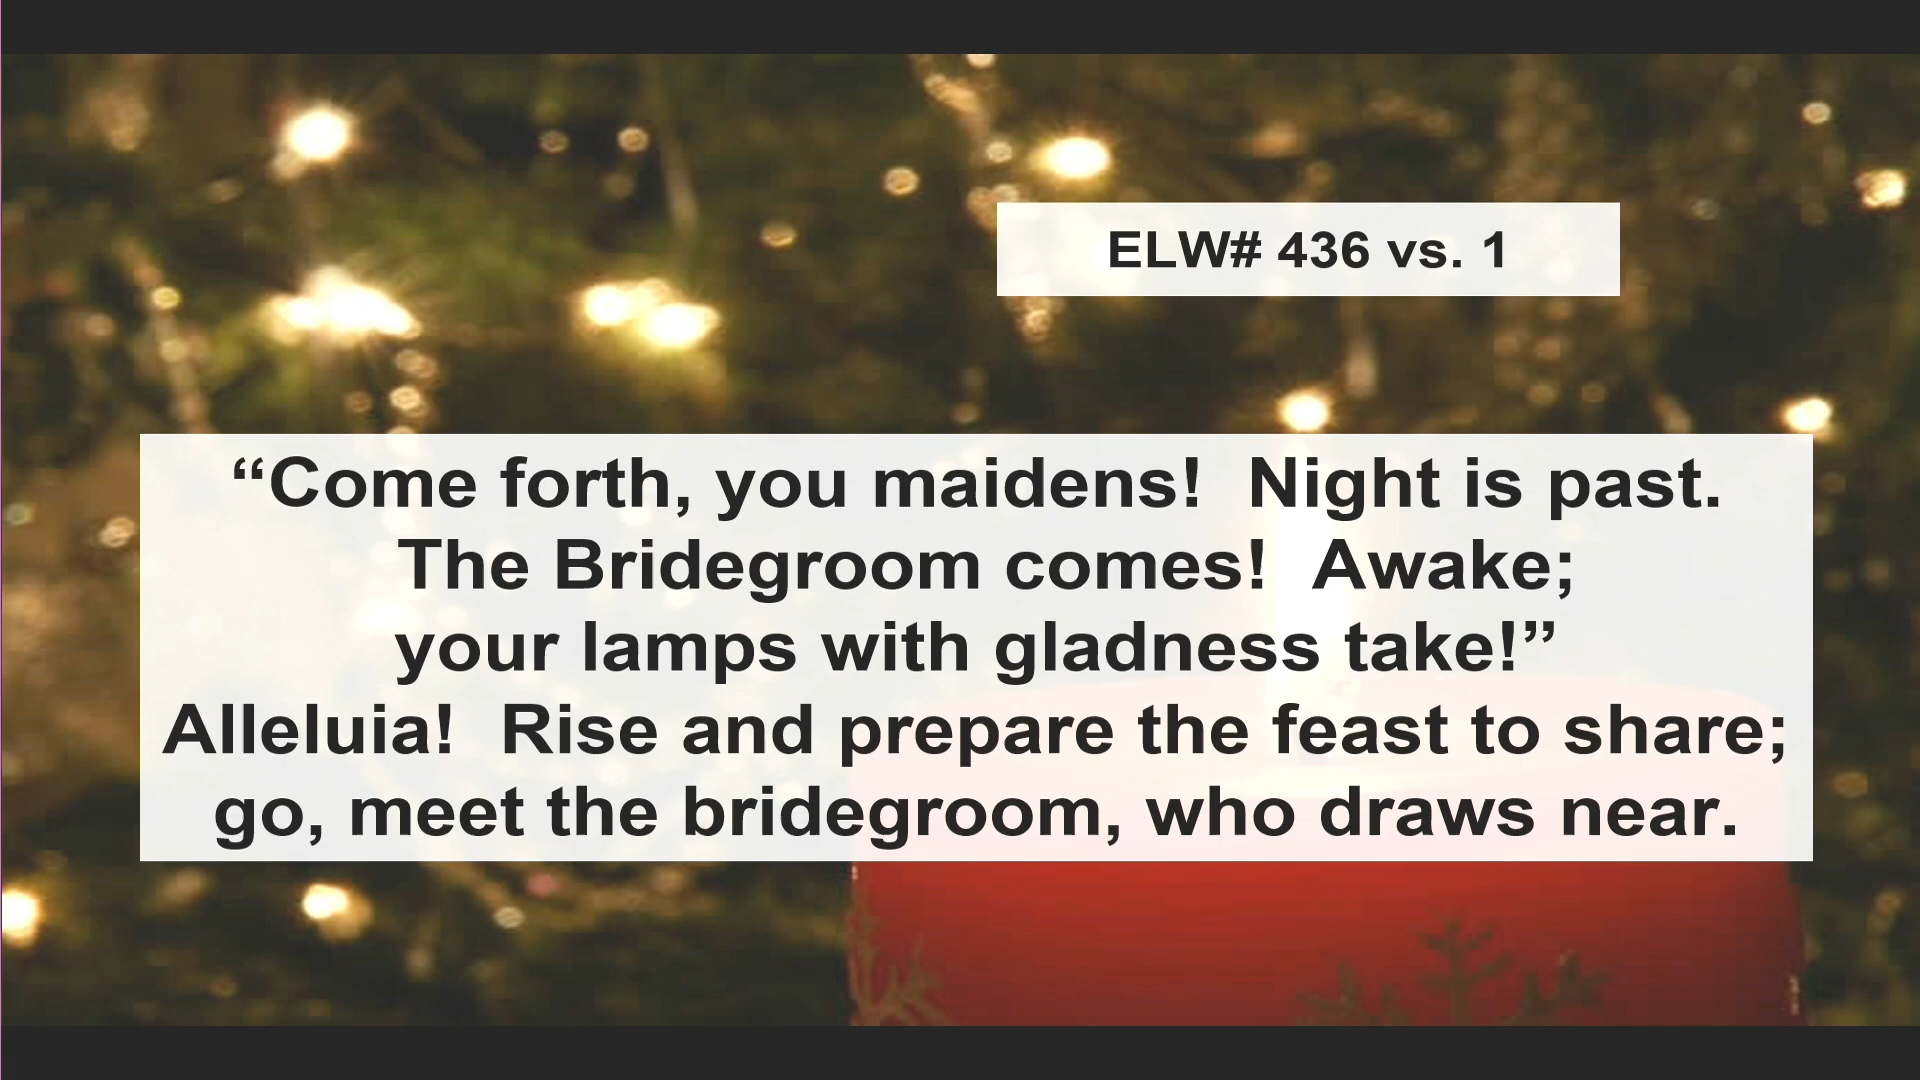 ELW# 436 vs. 1
“Come forth, you maidens!  Night is past.
The Bridegroom comes!  Awake;
your lamps with gladness take!”
Alleluia!  Rise and prepare the feast to share;
go, meet the bridegroom, who draws near.